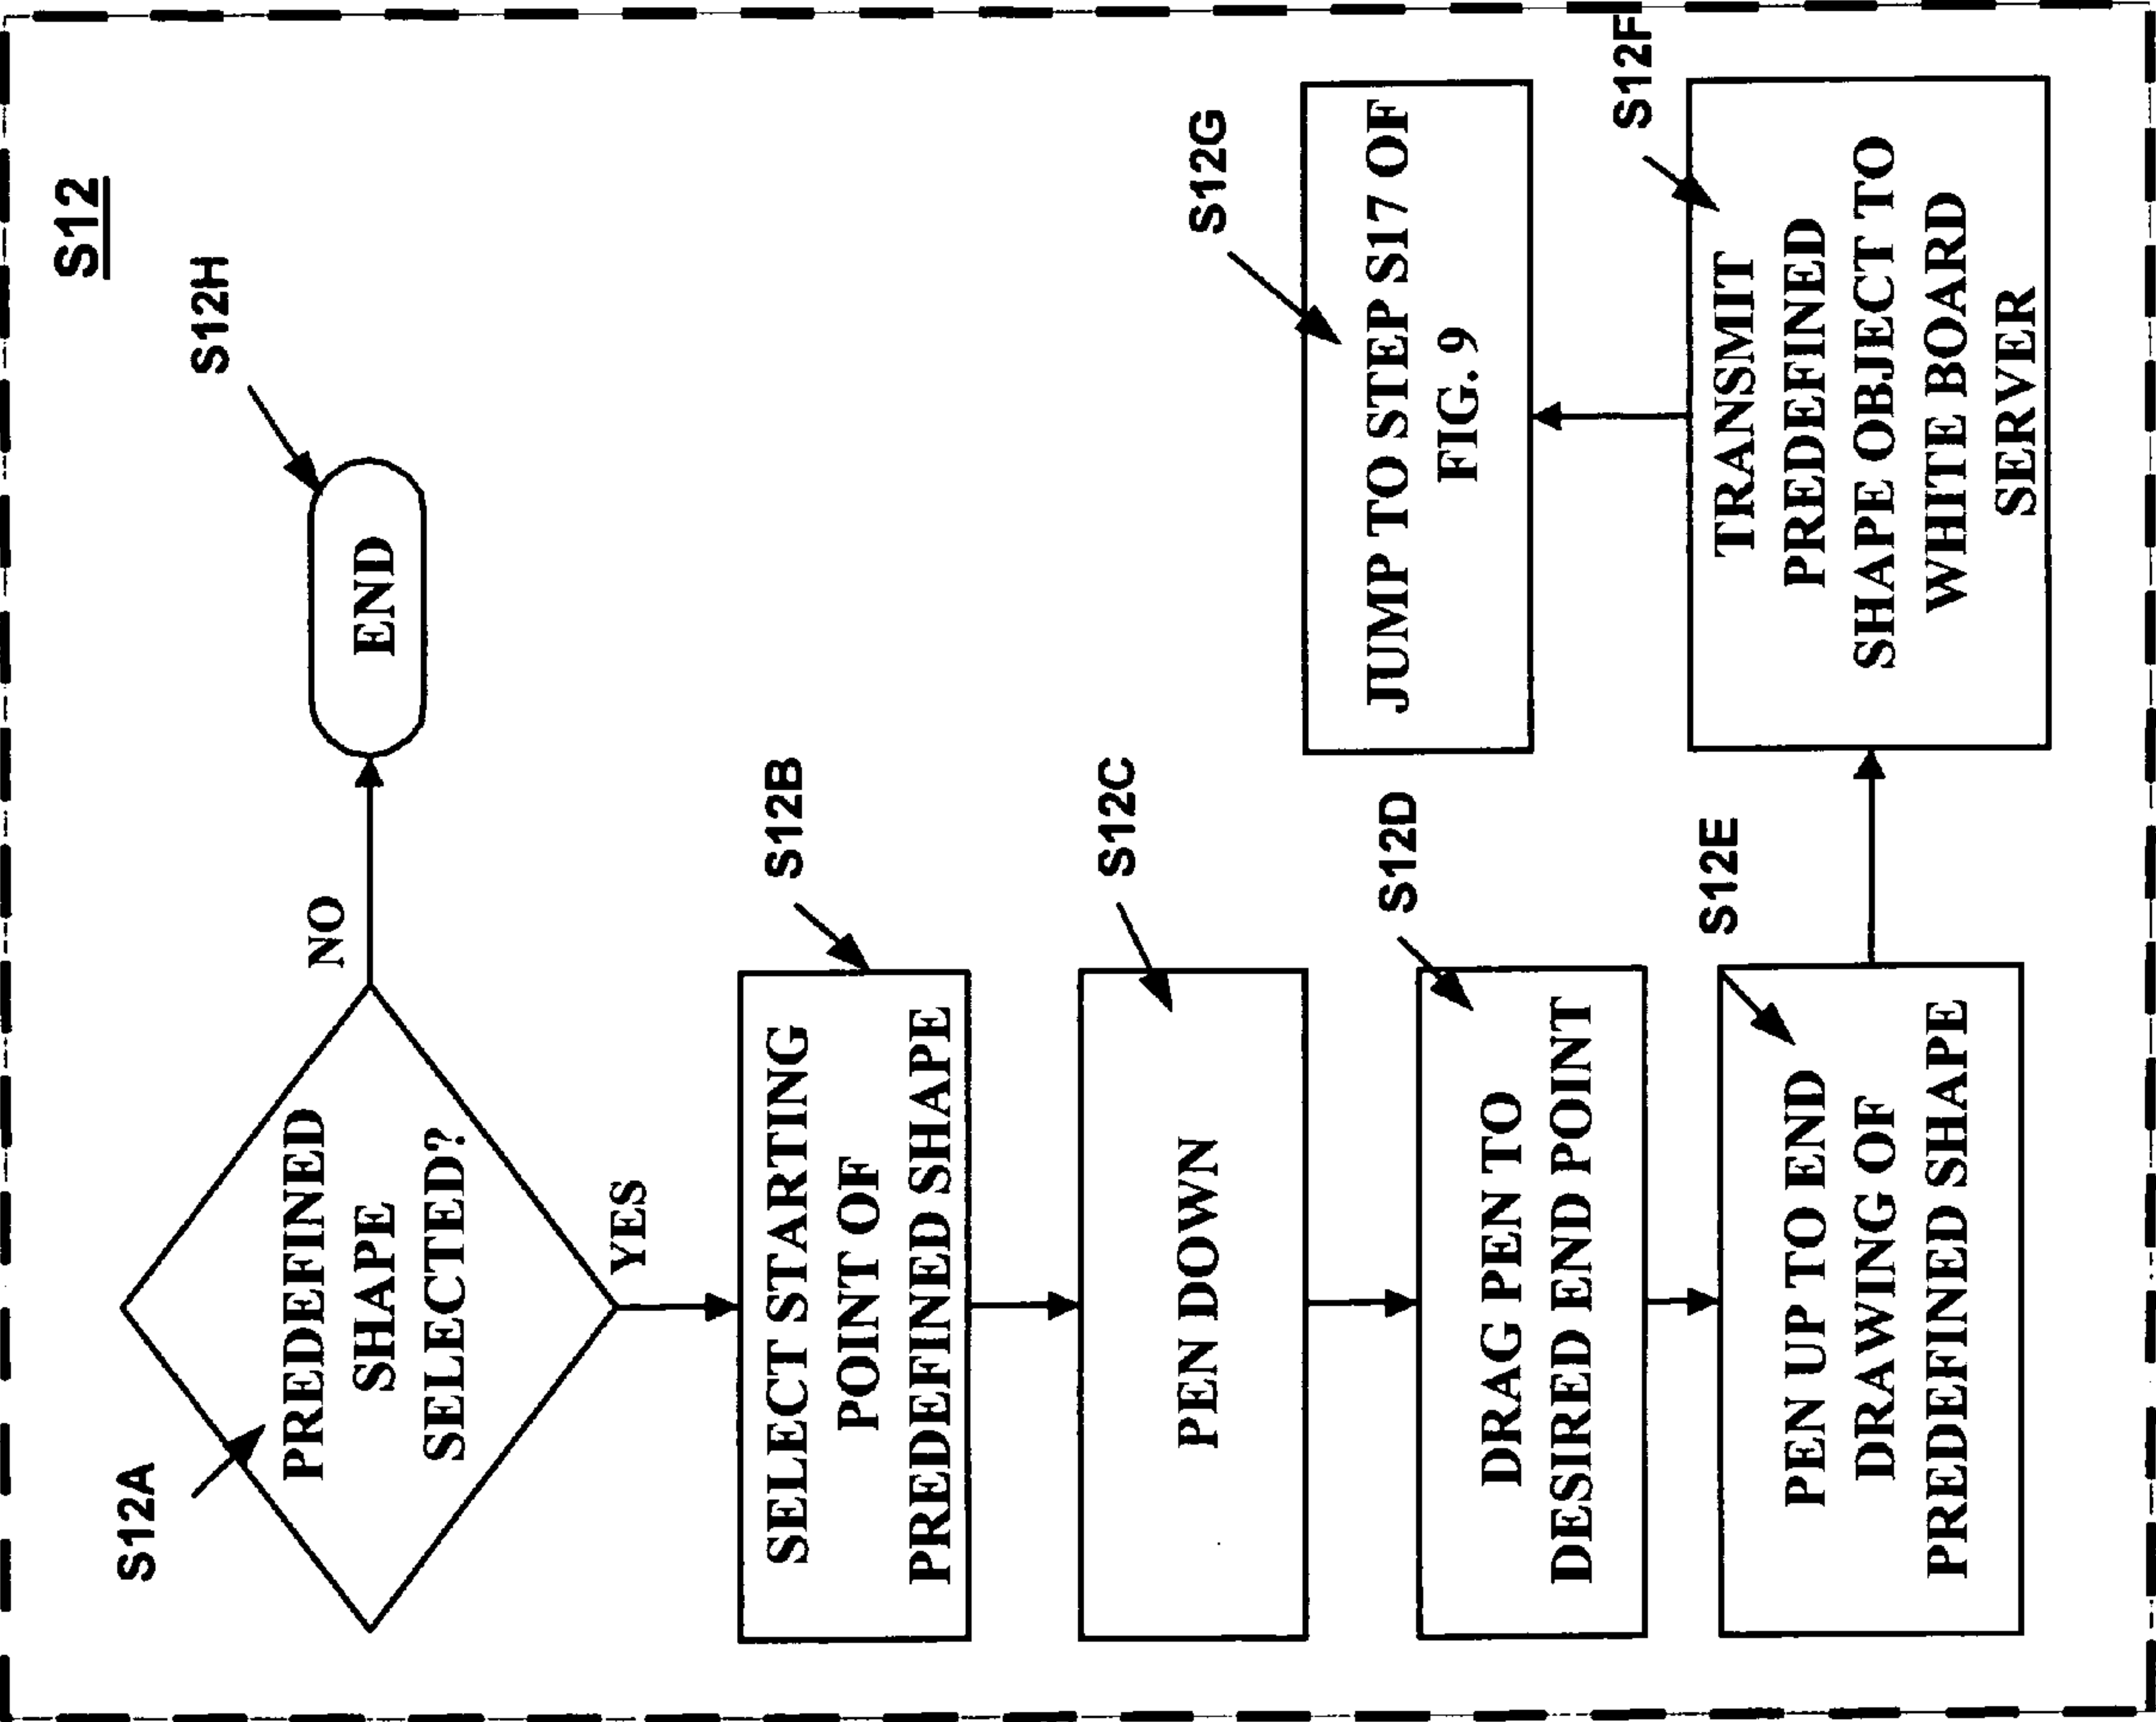 S12
S12A
PREDEFINED
SHAPE
SELECTED?
NO
S12H
END
YES
S12B
SELECT STARTING
POINT OF
PREDEFINED SHAPE
S12C
PEN DOWN
S12D
DRAG PEN TO
DESIRED END POINT
S12E
PEN UP TO END
DRAWING OF
PREDEFINED SHAPE
S12F
TRANSMIT
PREDEFINED
SHAPE OBJECT TO
WHITE BOARD
SERVER
S12G
JUMP TO STEP S17 OF
FIG. 9